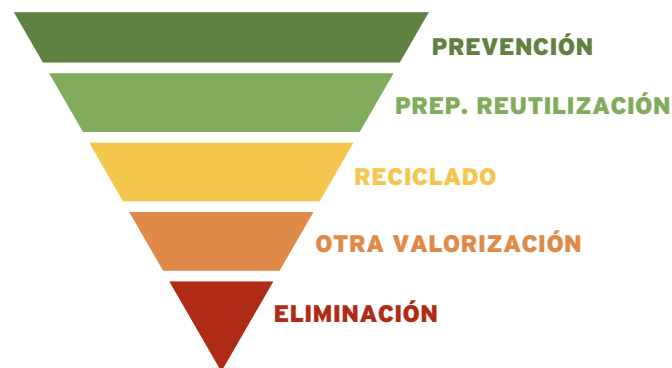 PREVENCIÓN
PREP. REUTILIZACIÓN
RECICLADO
OTRA VALORIZACIÓN
ELIMINACIÓN